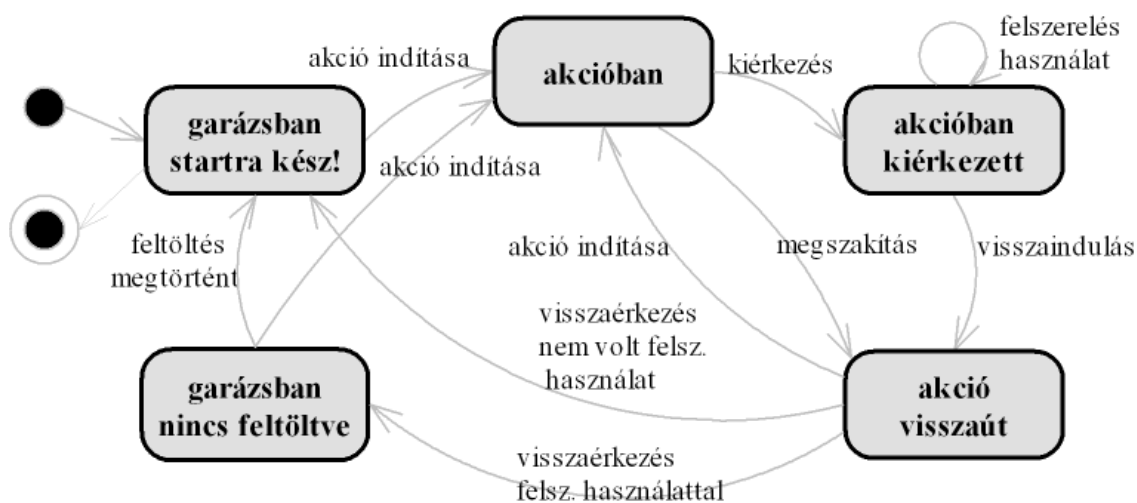 akció indítása
akcióban
kiérkezés
felszerelés
használat
garázsban
startra kész!
akcióban
kiérkezett
akció indítása
feltöltés
megtörtént
akció indítása
megszakítás
visszaindulás
visszaérkezés
nem volt felsz.
használat
garázsban
nincs feltöltve
akció
visszaút
visszaérkezés
felsz. használattal